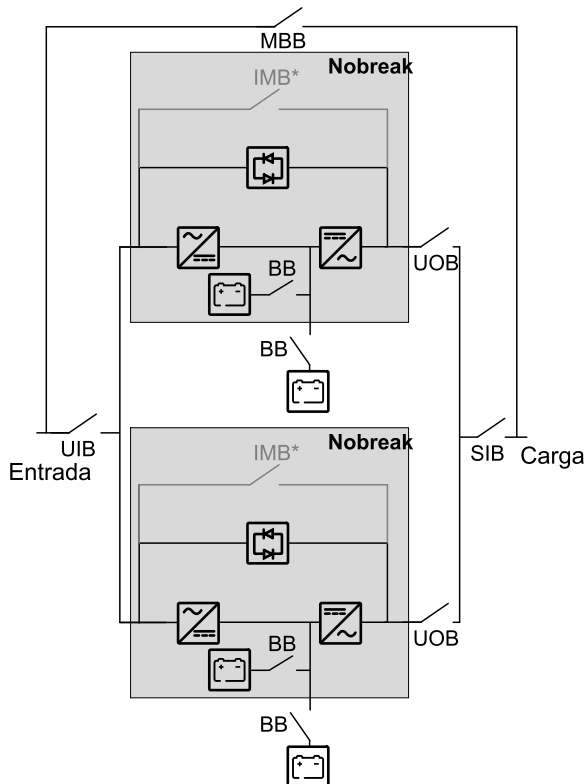 MBB
Nobreak
IMB*
UOB
BB
BB
UIB
Entrada
Nobreak
IMB*
SIB
Carga
UOB
BB
BB